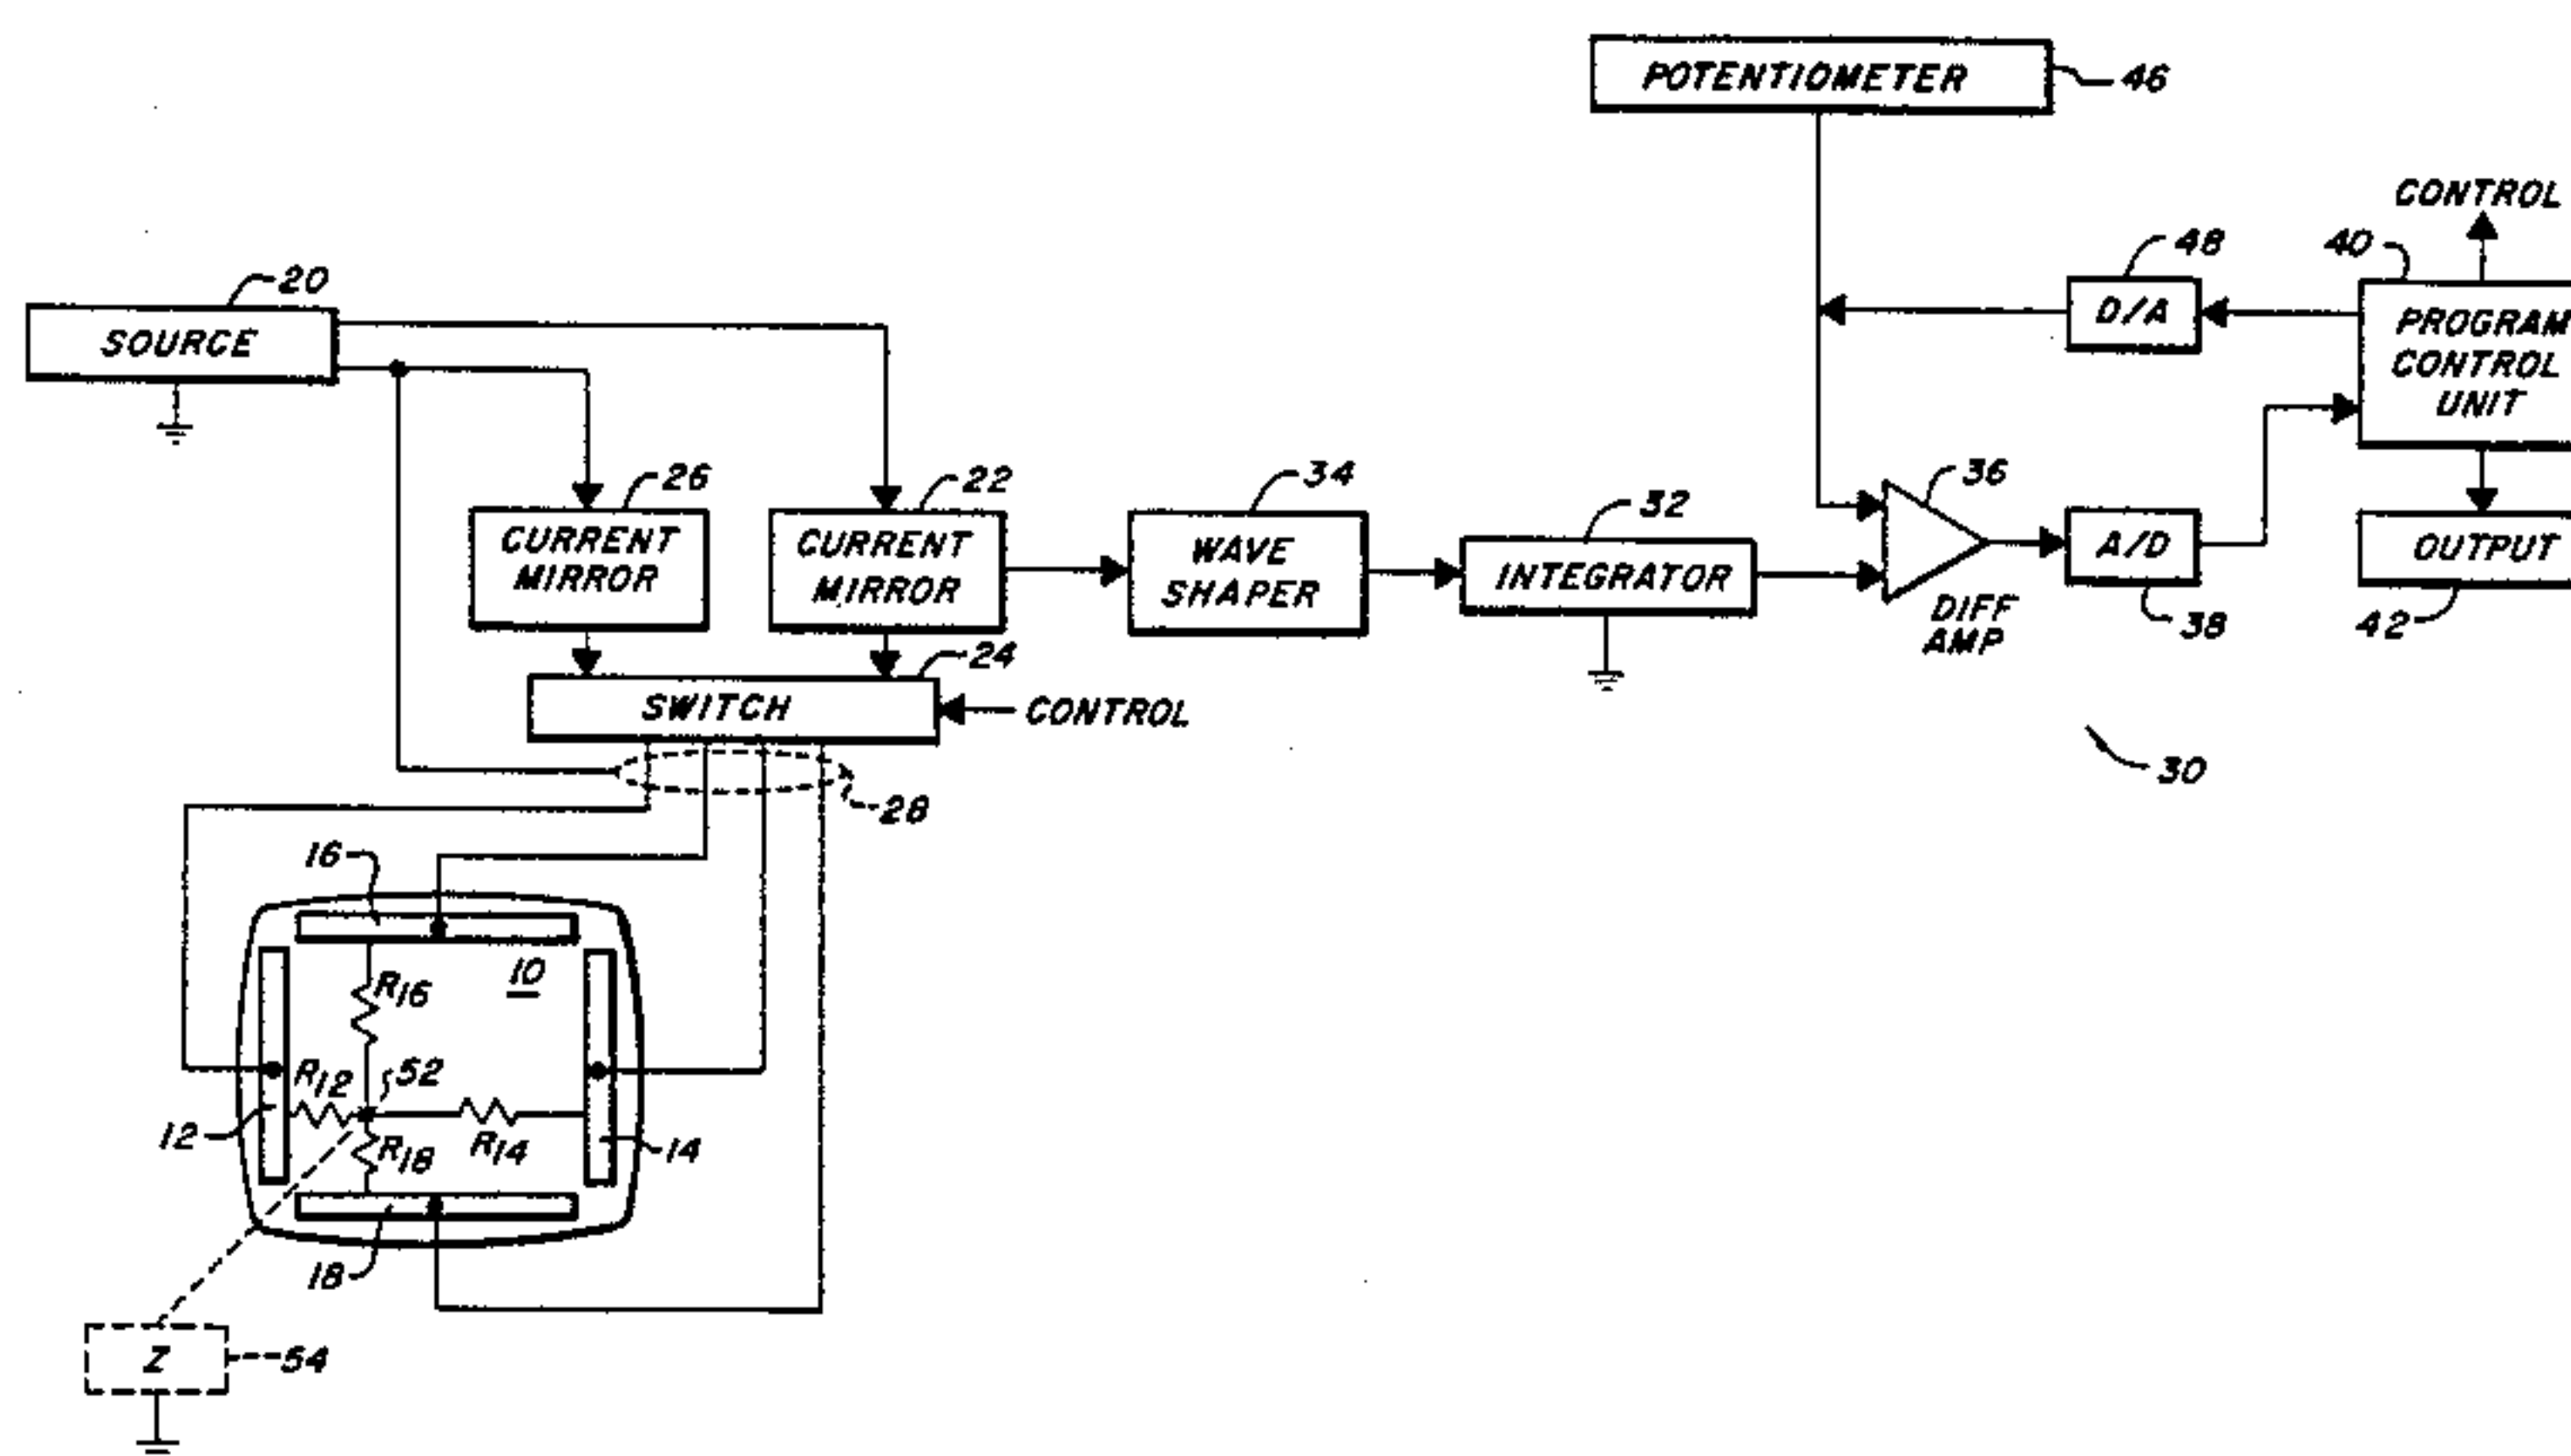 POTENTIOMETER
46
CONTROL
48
40
20
D/A
PROGRAM
CONTROL
UNIT
SOURCE
26
22
34
32
36
CURRENT
MIRROR
CURRENT
MIRROR
WAVE
SHAPER
INTEGRATOR
A/D
OUTPUT
DIFF
AMP
38
42
24
SWITCH
CONTROL
30
28
16
10
R16
R12
52
12
R18
R14
14
18
Z
54